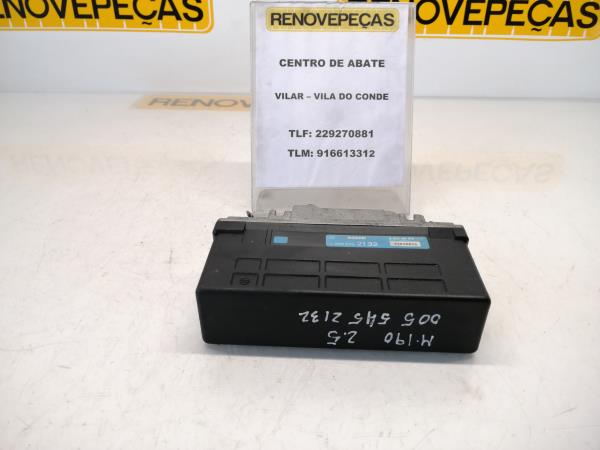 RENOVEPEÇAS
RENOVEPEÇAS
CENTRO DE ABATE
VILAR – VILA DO CONDE
TLF: 229270881
TLM: 916613312
RENOVEPEÇAS
BOSCH
2132
M·190 2.5
005 545 2132